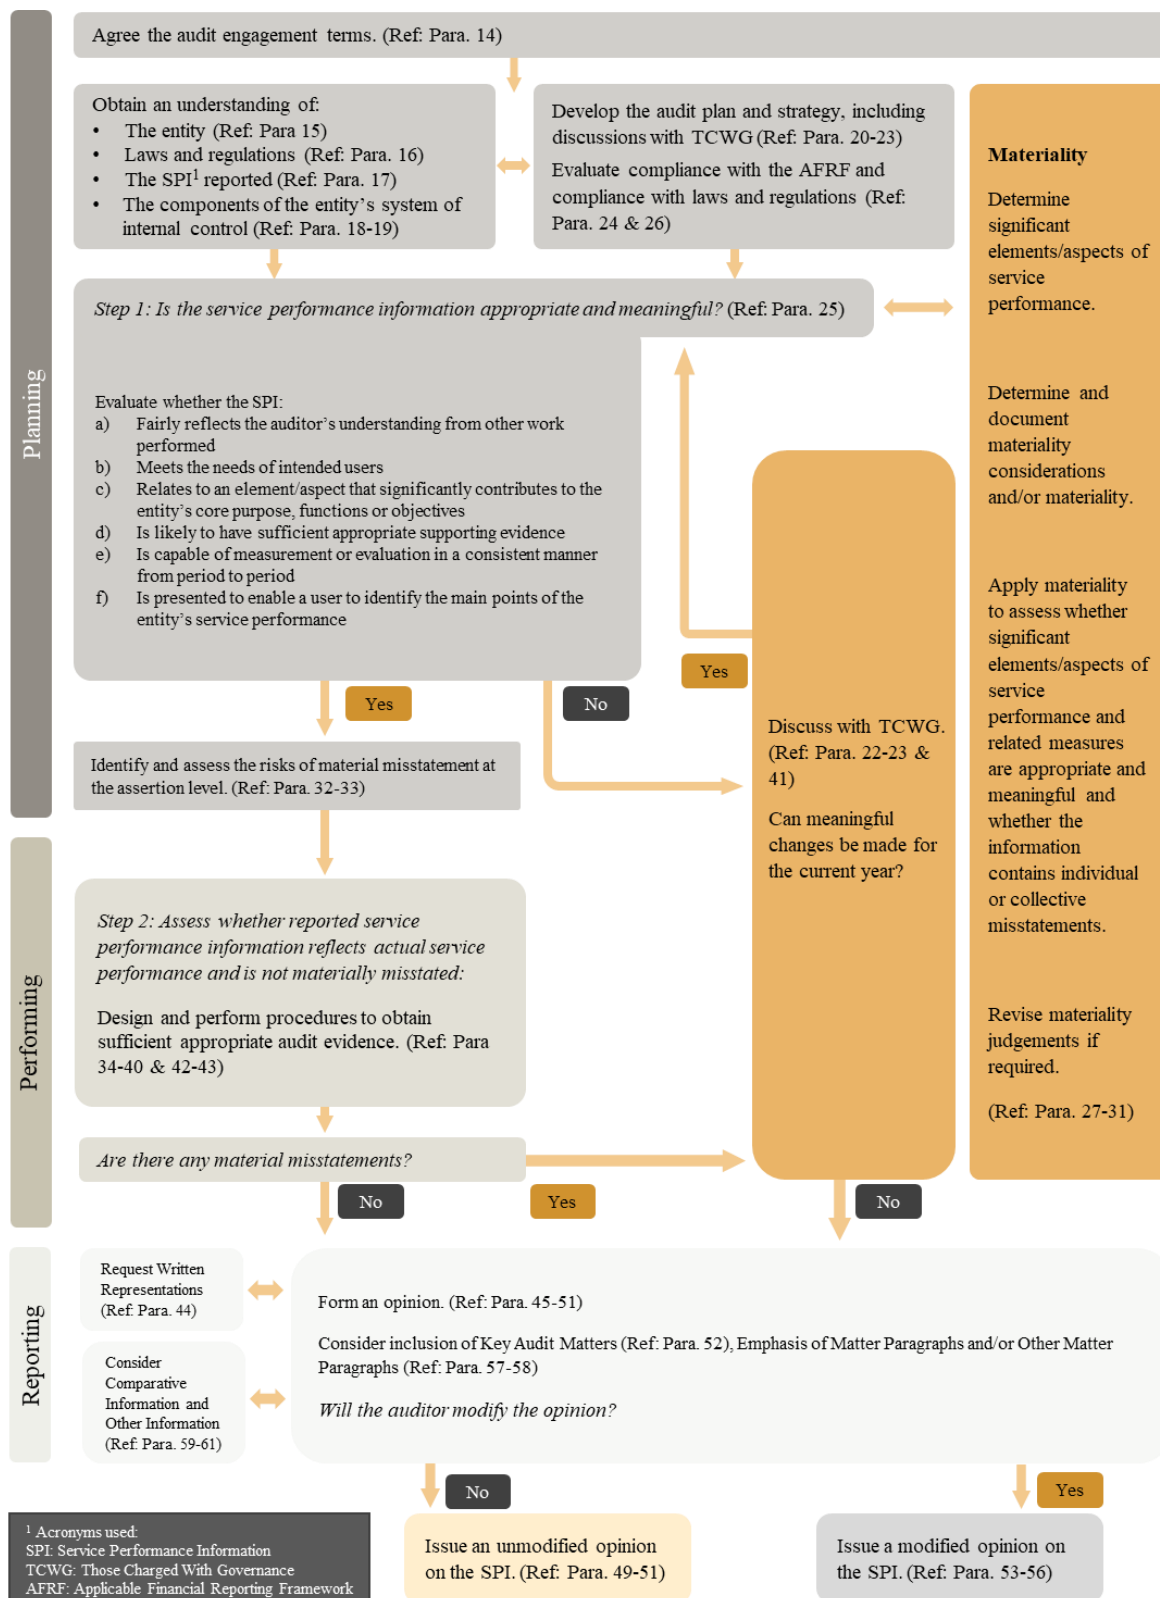 Planning
Agree the audit engagement terms. (Ref: Para. 14)
Obtain an understanding of:
• The entity (Ref: Para 15)
• Laws and regulations (Ref: Para. 16)
• The SPI¹ reported (Ref: Para. 17)
• The components of the entity’s system of
internal control (Ref: Para. 18-19)
Develop the audit plan and strategy, including
discussions with TCWG (Ref: Para. 20-23)
Evaluate compliance with the AFRF and
compliance with laws and regulations (Ref:
Para. 24 & 26)
Step 1: Is the service performance information appropriate and meaningful? (Ref: Para. 25)
Evaluate whether the SPI:
a) Fairly reflects the auditor’s understanding from other work
performed
b) Meets the needs of intended users
c) Relates to an element/aspect that significantly contributes to the
entity’s core purpose, functions or objectives
d) Is likely to have sufficient appropriate supporting evidence
e) Is capable of measurement or evaluation in a consistent manner
from period to period
f) Is presented to enable a user to identify the main points of the
entity’s service performance
Yes
No
Yes
Identify and assess the risks of material misstatement at
the assertion level. (Ref: Para. 32-33)
Discuss with TCWG.
(Ref: Para. 22-23 &
41)
Can meaningful
changes be made for
the current year?
Materiality
Determine
significant
elements/aspects of
service
performance.
Determine and
document
materiality
considerations
and/or materiality.
Apply materiality
to assess whether
significant
elements/aspects of
service
performance and
related measures
are appropriate and
meaningful and
whether the
information
contains individual
or collective
misstatements.
Revise materiality
judgements if
required.
(Ref: Para. 27-31)
Performing
Step 2: Assess whether reported service
performance information reflects actual service
performance and is not materially misstated:
Design and perform procedures to obtain
sufficient appropriate audit evidence. (Ref: Para
34-40 & 42-43)
Are there any material misstatements?
No
Yes
No
Reporting
Request Written
Representations
(Ref: Para. 44)
Consider
Comparative
Information and
Other Information
(Ref: Para. 59-61)
Form an opinion. (Ref: Para. 45-51)
Consider inclusion of Key Audit Matters (Ref: Para. 52), Emphasis of Matter Paragraphs and/or Other Matter
Paragraphs (Ref: Para. 57-58)
Will the auditor modify the opinion?
No
Yes
Issue an unmodified opinion
on the SPI. (Ref: Para. 49-51)
Issue a modified opinion on
the SPI. (Ref: Para. 53-56)
¹ Acronyms used:
SPI: Service Performance Information
TCWG: Those Charged With Governance
AFRF: Applicable Financial Reporting Framework